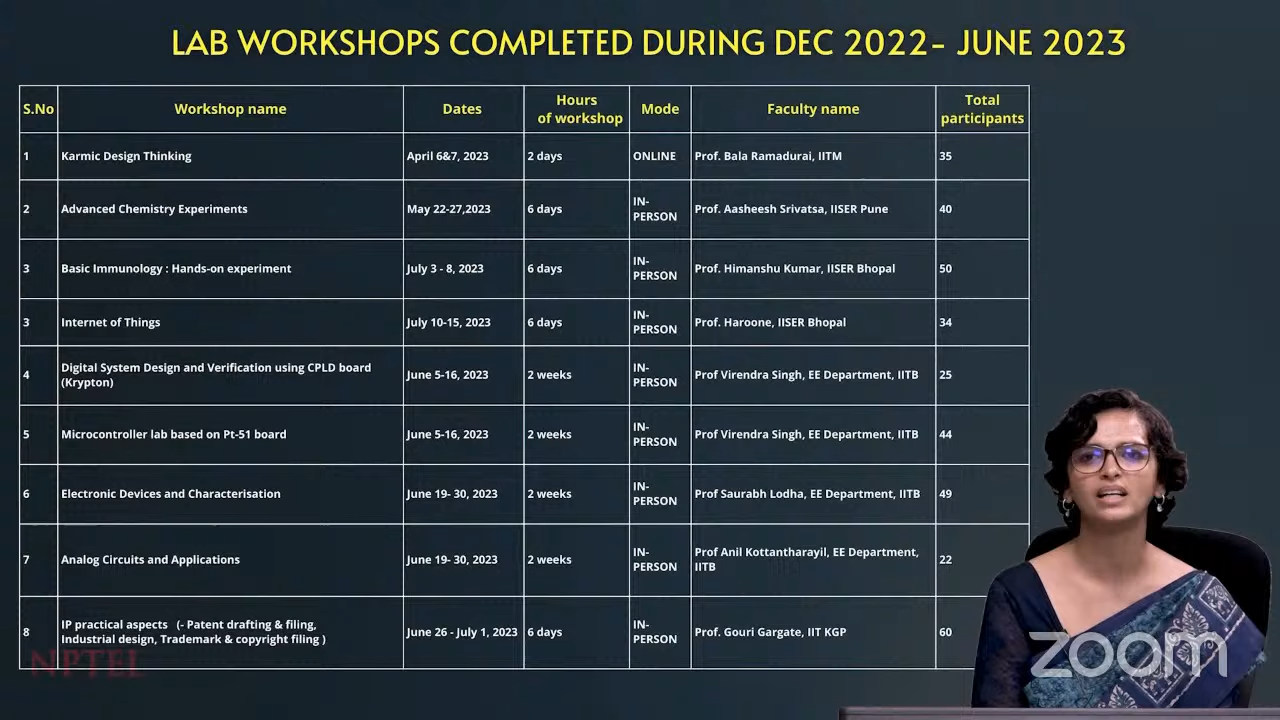 LAB WORKSHOPS COMPLETED DURING DEC 2022- JUNE 2023
S.No Workshop name Dates Hours of workshop Mode Faculty name Total participants
1 Karmic Design Thinking April 6&7, 2023 2 days ONLINE Prof. Bala Ramadurai, IITM 35
2 Advanced Chemistry Experiments May 22-27,2023 6 days IN-PERSON Prof. Aasheesh Srivatsa, IISER Pune 40
3 Basic Immunology : Hands-on experiment July 3 - 8, 2023 6 days IN-PERSON Prof. Himanshu Kumar, IISER Bhopal 50
3 Internet of Things July 10-15, 2023 6 days IN-PERSON Prof. Haroone, IISER Bhopal 34
4 Digital System Design and Verification using CPLD board (Krypton) June 5-16, 2023 2 weeks IN-PERSON Prof Virendra Singh, EE Department, IITB 25
5 Microcontroller lab based on Pt-51 board June 5-16, 2023 2 weeks IN-PERSON Prof Virendra Singh, EE Department, IITB 44
6 Electronic Devices and Characterisation June 19- 30, 2023 2 weeks IN-PERSON Prof Saurabh Lodha, EE Department, IITB 49
7 Analog Circuits and Applications June 19- 30, 2023 2 weeks IN-PERSON Prof Anil Kottantharayil, EE Department, IITB 22
8 IP practical aspects (- Patent drafting & filing, Industrial design, Trademark & copyright filing ) June 26 - July 1, 2023 6 days IN-PERSON Prof. Gouri Gargate, IIT KGP 60
NPTEL
zoom